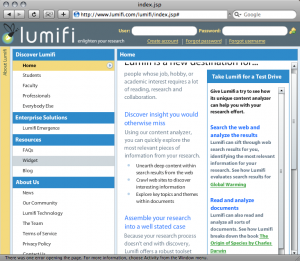 index.jsp
http://www.lumifi.com/lumifi/index.jsp#
Google
lumifi
enlighten your research
User:
Password:
Create account | Forgot password | Forgot username
About Lumifi
Discover Lumifi
Home
Students
Faculty
Professionals
Everybody Else
Enterprise Solutions
Lumifi Emergence
Resources
FAQs
Widget
Blog
About Us
News
Our Community
Lumifi Technology
The Team
Terms of Service
Privacy Policy
Contact Us
Home
Lumifi is a new destination for...
people whose job, hobby, or
academic interest requires a lot
of reading, research and
collaboration.
Discover insight you would
otherwise miss
Using our content analyzer,
you can quickly explore the
most relevant pieces of
information from your research.
Unearth deep content within
search results from the web
Crawl web sites to discover
interesting information
Explore key topics and themes
within documents
Assemble your research
into a well stated case
Because your research process
doesn't end with discovery,
Lumifi offers a robust toolset
Take Lumifi for a Test Drive
Give Lumifi a try to see how
its unique content analyzer
can help you with your
research effort.
Search the web and
analyze the results
Lumifi can sift through web
search results for you,
identifying the most relevant
information for your
research. See how Lumifi
evaluates search results for
Global Warming
Read and analyze
documents
Lumifi can also read and
analyze all sorts of
documents. See how Lumifi
breaks down the book The
Origin of Species by Charles
Darwin
There was one error opening the page. For more information, choose Activity from the Window menu.